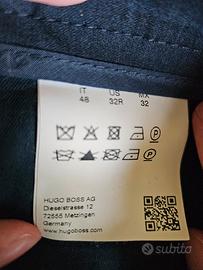 IT
US
MX
48
32R
32
HUGO BOSS AG
Dieselstrasse 12
72555 Metzingen
Germany
www.hugoboss.com
subito